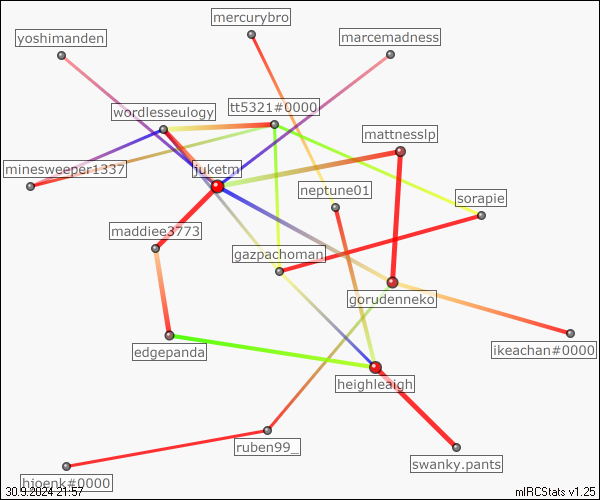 mercurybro
yoshimanden
marcemadness
tt5321#0000
wordlesseulogy
mattnesslp
minesweeper1337
juketm
neptune01
sorapie
maddiee3773
gazpachoman
gorudenneko
edgepanda
ikeachan#0000
heighleaigh
ruben99_
swanky.pants
hjoenk#0000
30.9.2024 21:57
mIRCStats v1.25